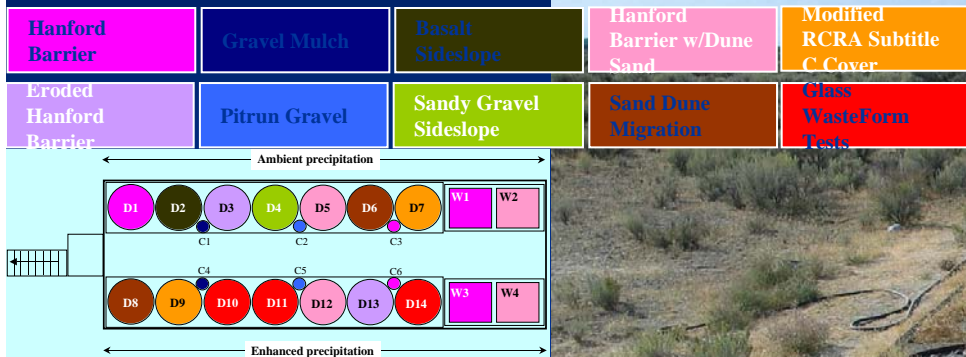 Hanford
Barrier
Gravel Mulch
Basalt
Sideslope
Hanford
Barrier w/Dune
Sand
Modified
RCRA Subtitle
C Cover
Eroded
Hanford
Barrier
Pitrun Gravel
Sandy Gravel
Sideslope
Sand Dune
Migration
Glass
WasteForm
Tests
Ambient precipitation
D1 D2 D3 D4 D5 D6 D7 W1 W2
C1 C2 C3
C4 C5 C6
D8 D9 D10 D11 D12 D13 D14 W3 W4
Enhanced precipitation